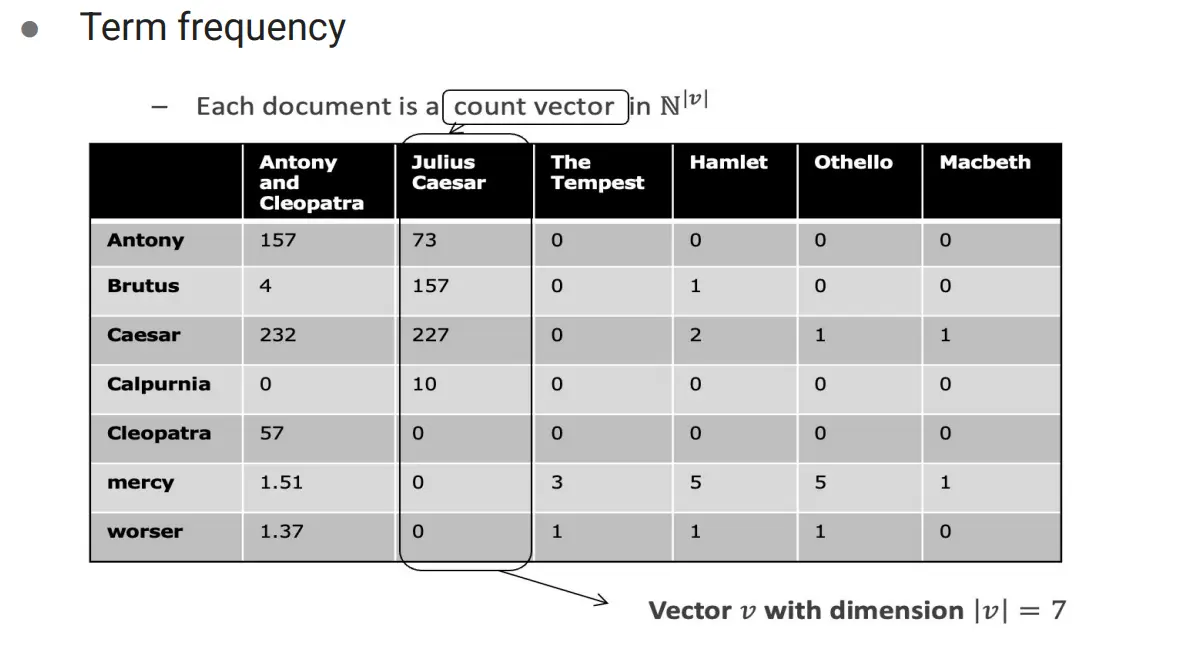 Term frequency
– Each document is a count vector in ℕ|v|
Antony and Cleopatra Julius Caesar The Tempest Hamlet Othello Macbeth
Antony 157 73 0 0 0 0
Brutus 4 157 0 1 0 0
Caesar 232 227 0 2 1 1
Calpurnia 0 10 0 0 0 0
Cleopatra 57 0 0 0 0 0
mercy 1.51 0 3 5 5 1
worser 1.37 0 1 1 1 0
Vector v with dimension |v| = 7